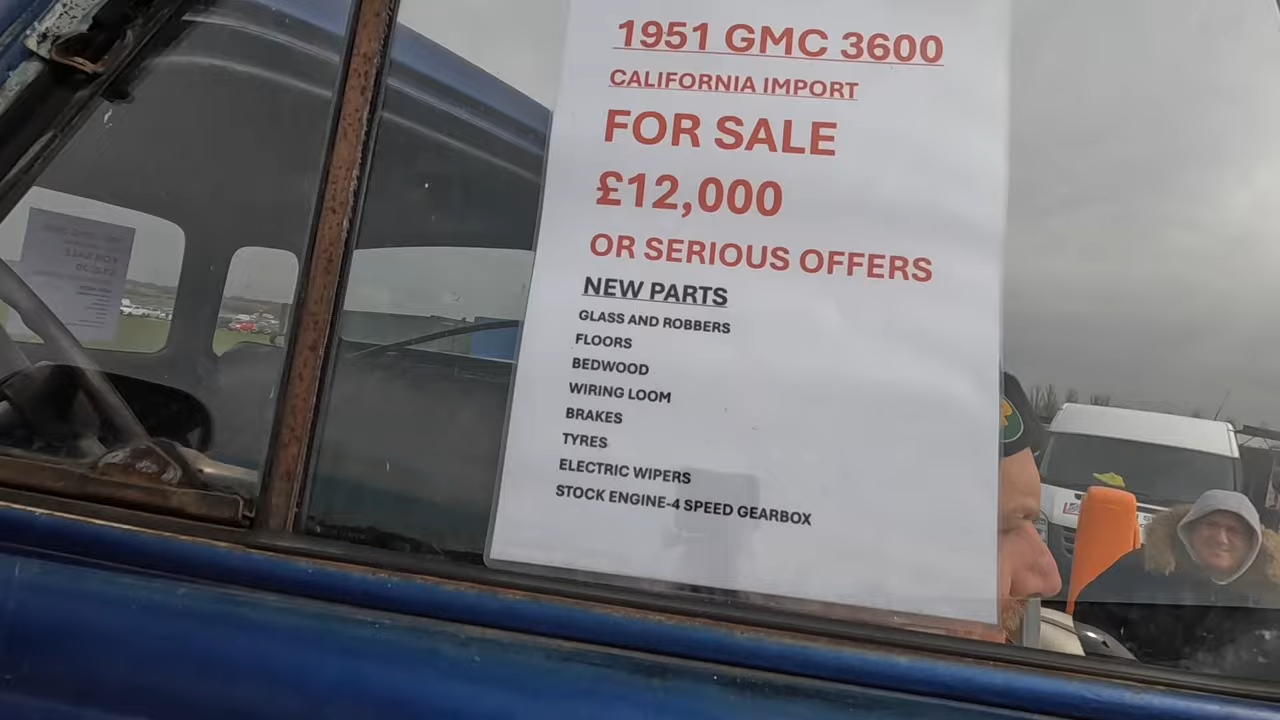 1951 GMC 3600
CALIFORNIA IMPORT
FOR SALE
£12,000
OR SERIOUS OFFERS
NEW PARTS
GLASS AND ROBBERS
FLOORS
BEDWOOD
WIRING LOOM
BRAKES
TYRES
ELECTRIC WIPERS
STOCK ENGINE-4 SPEED GEARBOX